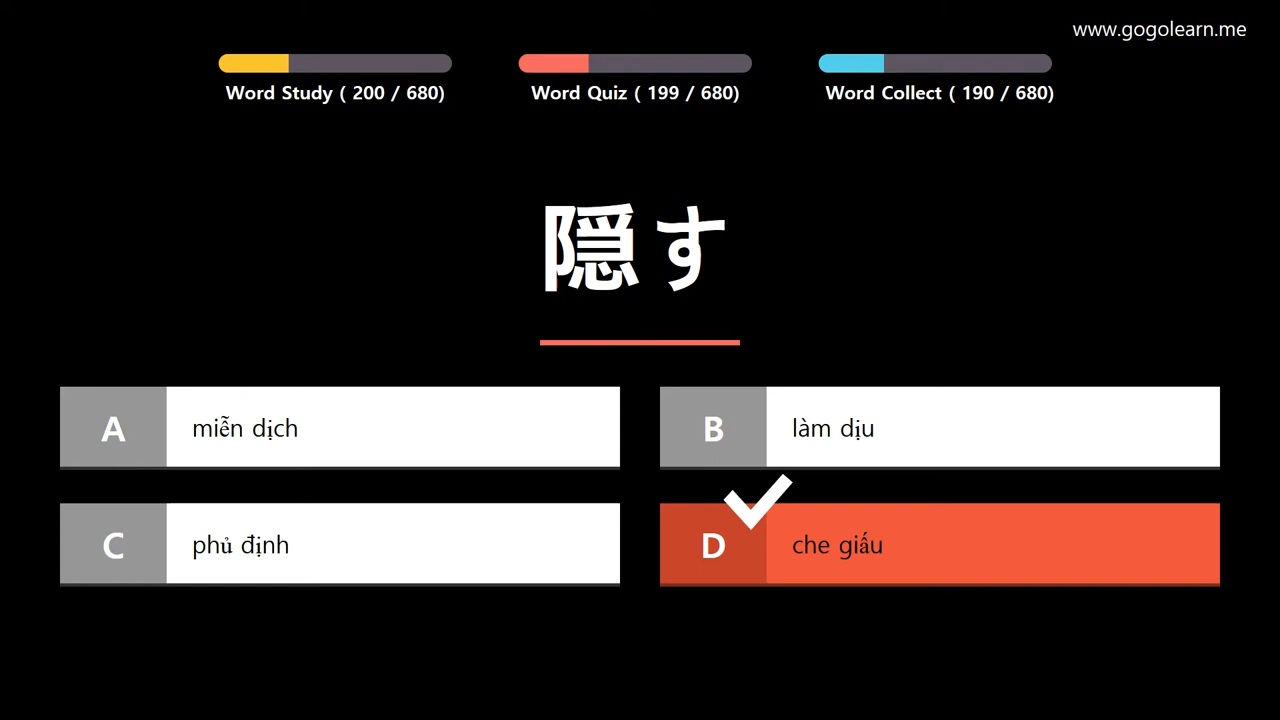 www.gogolearn.me
Word Study ( 200 / 680)
Word Quiz ( 199 / 680)
Word Collect ( 190 / 680)
隠す
A miễn dịch
B làm dịu
C phủ định
D che giấu